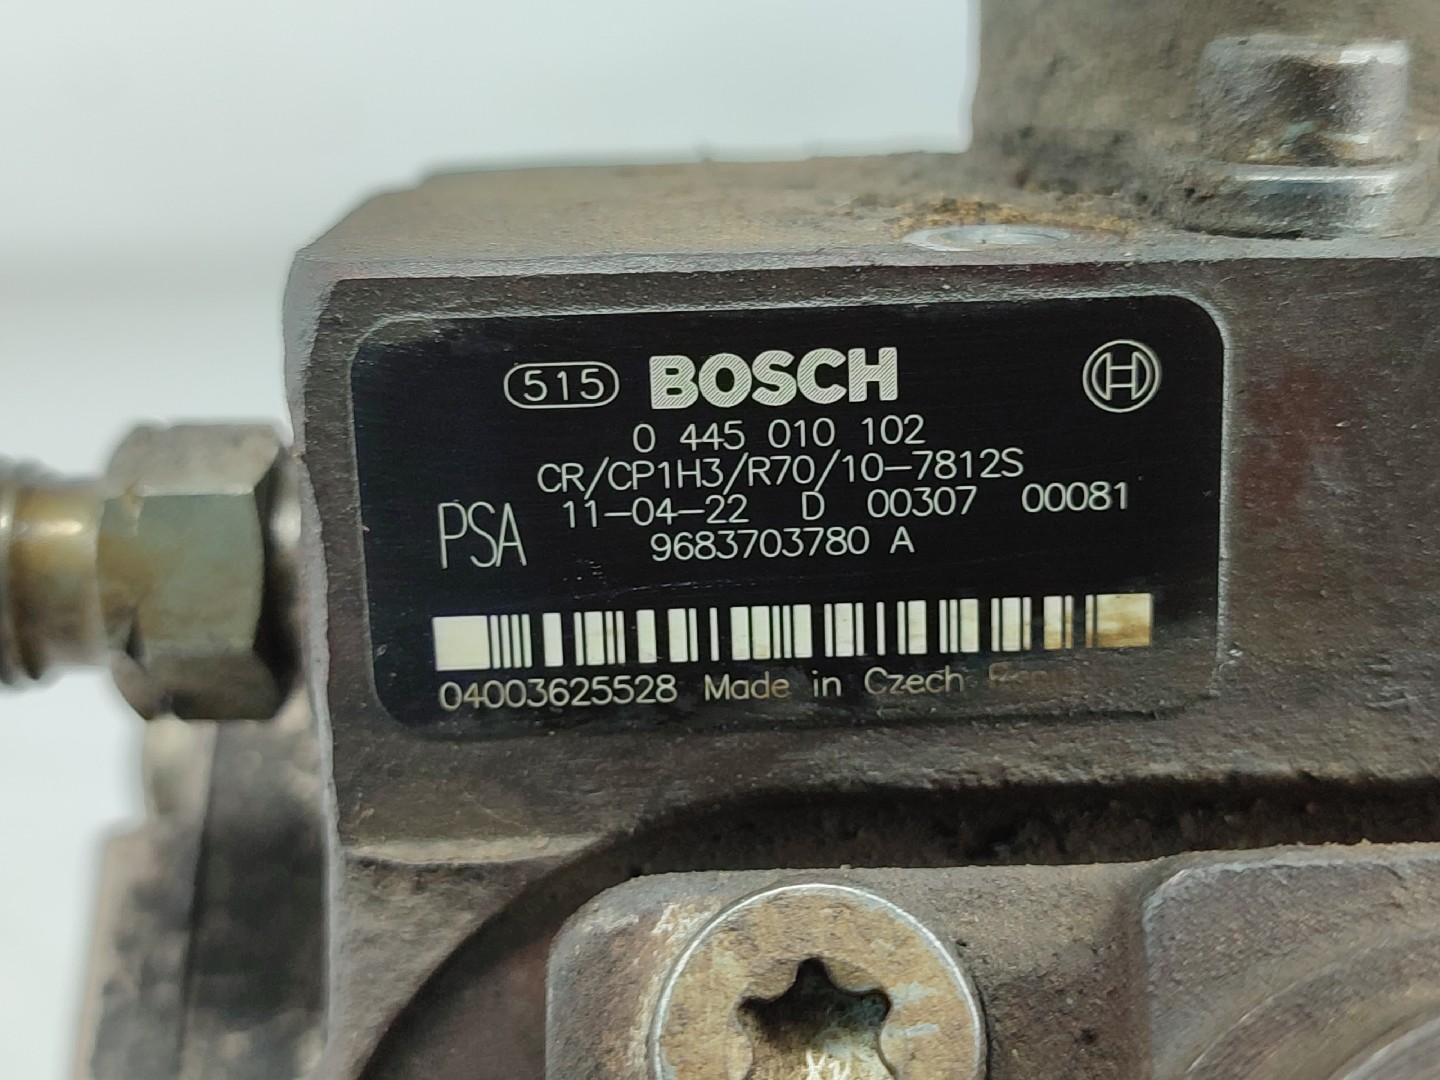 515 BOSCH
0 445 010 102
CR/CP1H3/R70/10-7812S
11-04-22 D 00307 00081
PSA 9683703780 A
04003625528 Made in Czech